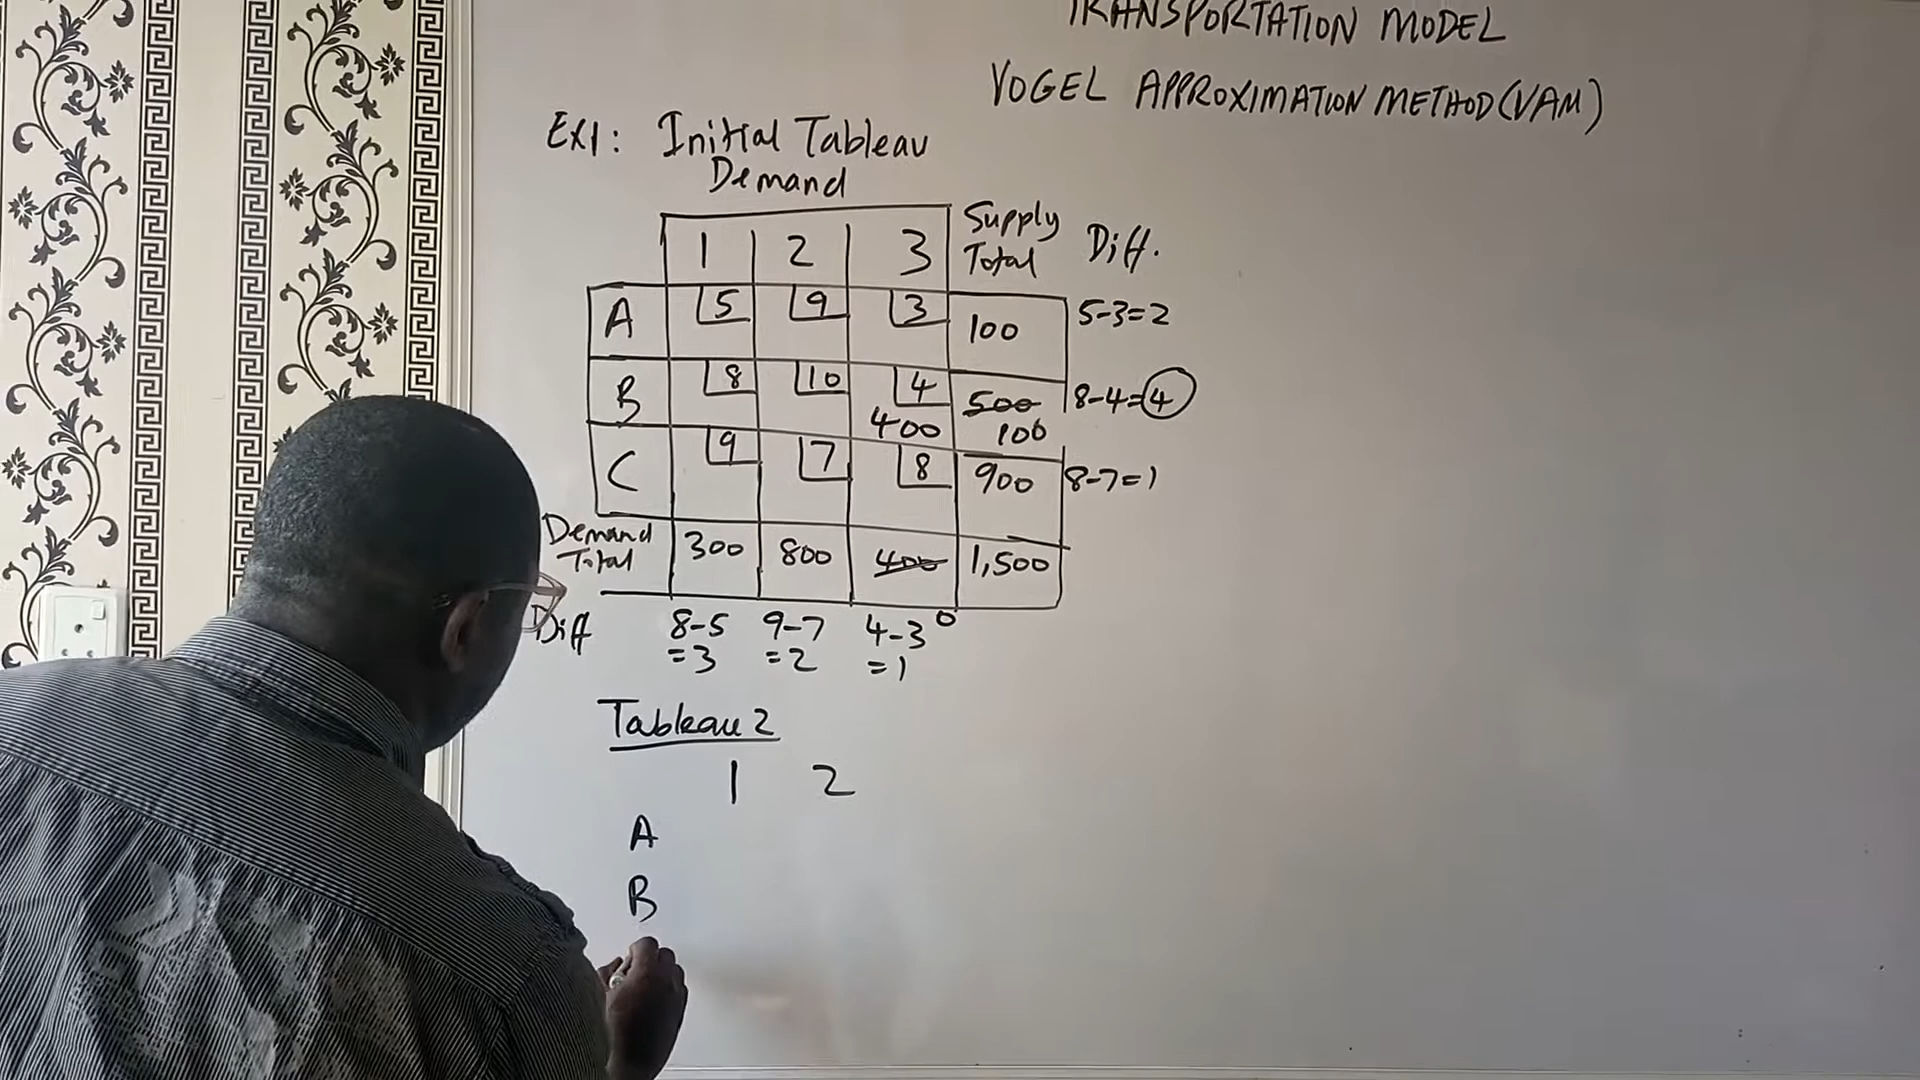 TRANSPORTATION MODEL
VOGEL APPROXIMATION METHOD (VAM)
EX1: Initial Tableau
Demand
1 2 3 Supply Total Diff.
A 5 9 3 100 5-3=2
B 8 10 4 500 8-4=4
400 100
C 9 7 8 900 8-7=1
Demand Total 300 800 400 1,500
0
Diff 8-5 9-7 4-3
=3 =2 =1
Tableau 2
1 2
A
B